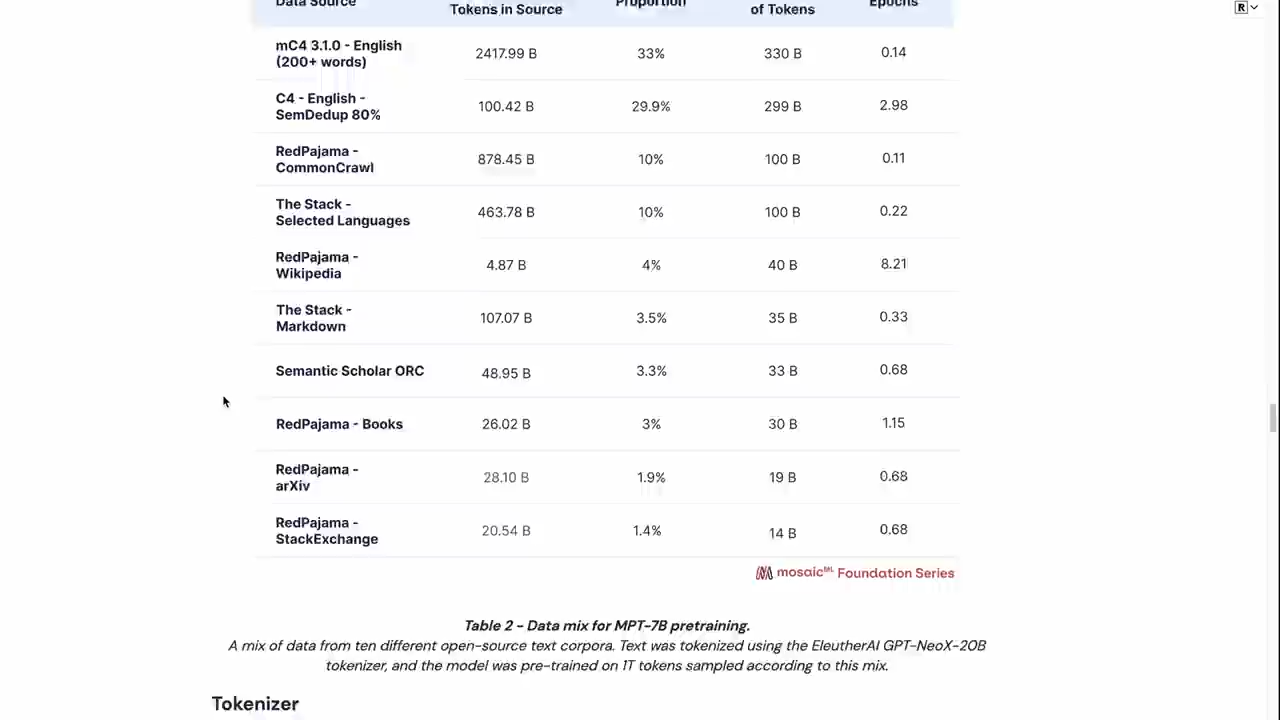 Data Source Tokens in Source Proportion of Tokens Epochs
mC4 3.1.0 - English
(200+ words) 2417.99 B 33% 330 B 0.14
C4 - English -
SemDedup 80% 100.42 B 29.9% 299 B 2.98
RedPajama -
CommonCrawl 878.45 B 10% 100 B 0.11
The Stack -
Selected Languages 463.78 B 10% 100 B 0.22
RedPajama -
Wikipedia 4.87 B 4% 40 B 8.21
The Stack -
Markdown 107.07 B 3.5% 35 B 0.33
Semantic Scholar ORC 48.95 B 3.3% 33 B 0.68
RedPajama - Books 26.02 B 3% 30 B 1.15
RedPajama -
arXiv 28.10 B 1.9% 19 B 0.68
RedPajama -
StackExchange 20.54 B 1.4% 14 B 0.68
mosaicML Foundation Series
Table 2 - Data mix for MPT-7B pretraining.
A mix of data from ten different open-source text corpora. Text was tokenized using the EleutherAI GPT-NeoX-20B
tokenizer, and the model was pre-trained on 1T tokens sampled according to this mix.
Tokenizer
R